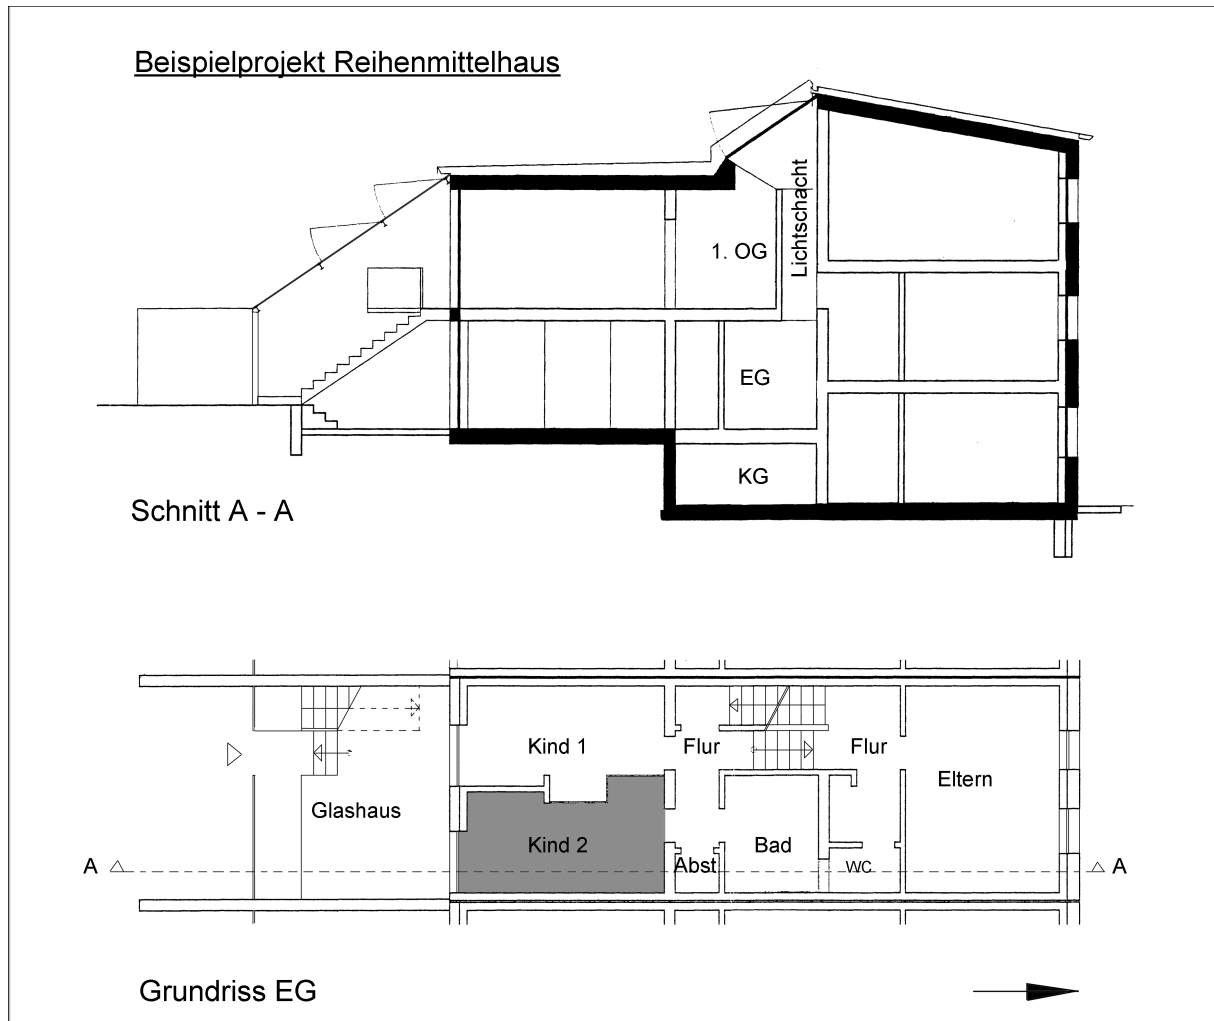 Beispielprojekt Reihenmittelhaus
Lichtschacht
1. OG
EG
KG
Schnitt A - A
Kind 1
Flur
Flur
Eltern
Glashaus
Kind 2
Bad
A
Abst
WC
A
Grundriss EG